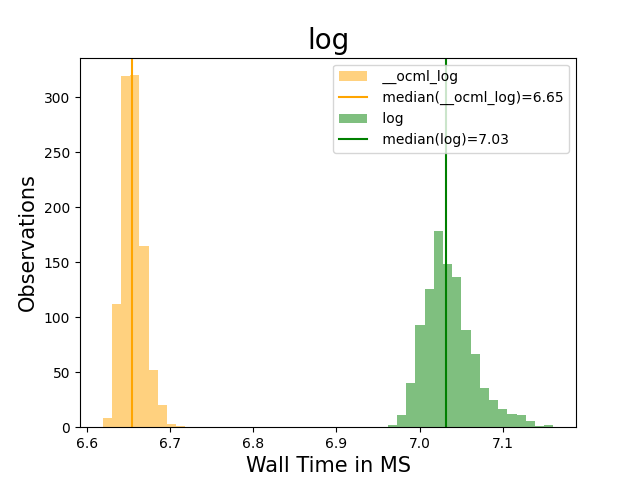 log
__ocml_log
median(__ocml_log)=6.65
log
median(log)=7.03
Observations
300
250
200
150
100
50
0
6.6 6.7 6.8 6.9 7.0 7.1
Wall Time in MS